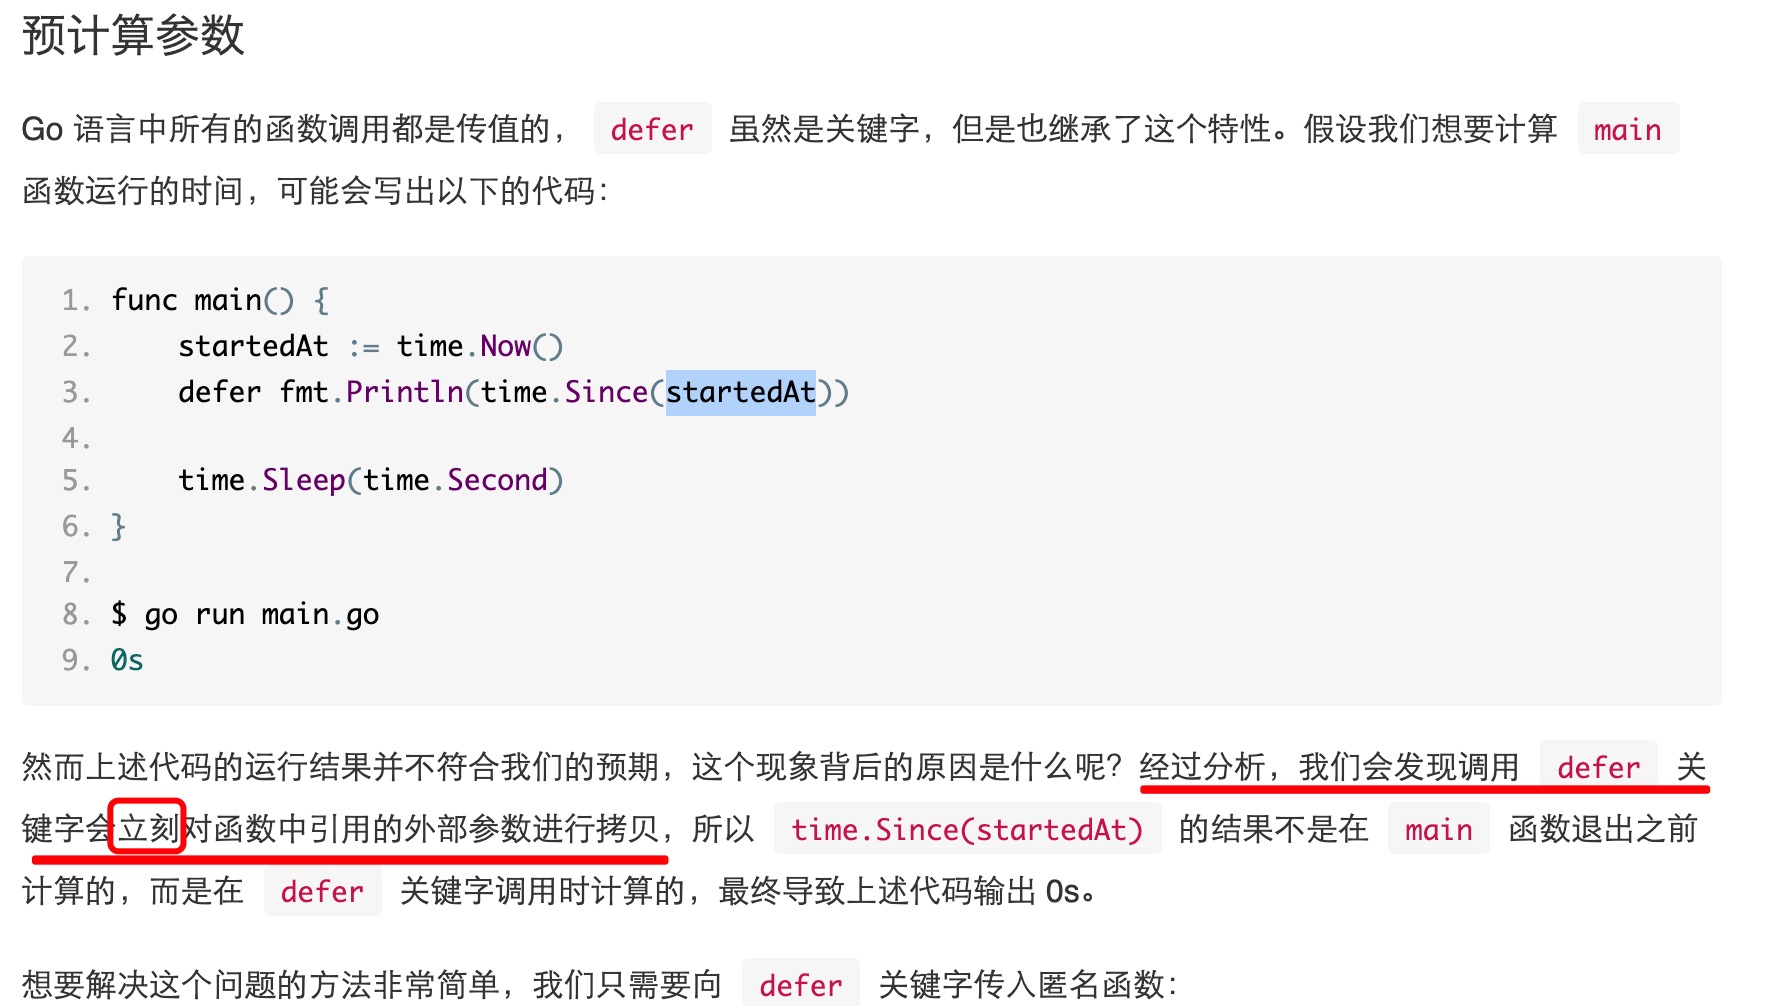 预计算参数
Go 语言中所有的函数调用都是传值的， defer 虽然是关键字，但是也继承了这个特性。假设我们想要计算 main
函数运行的时间，可能会写出以下的代码：
1. func main() {
2.     startedAt := time.Now()
3.     defer fmt.Println(time.Since(startedAt))
4.
5.     time.Sleep(time.Second)
6. }
7.
8. $ go run main.go
9. 0s
然而上述代码的运行结果并不符合我们的预期，这个现象背后的原因是什么呢？经过分析，我们会发现调用 defer 关
键字会立刻对函数中引用的外部参数进行拷贝，所以 time.Since(startedAt) 的结果不是在 main 函数退出之前
计算的，而是在 defer 关键字调用时计算的，最终导致上述代码输出 0s。
想要解决这个问题的方法非常简单，我们只需要向 defer 关键字传入匿名函数：